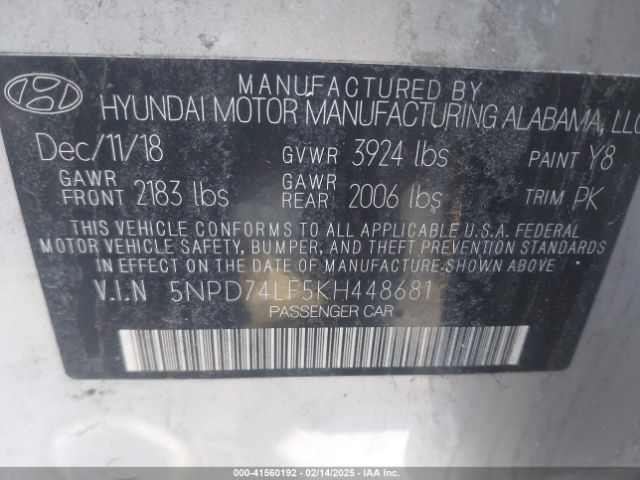 MANUFACTURED BY
HYUNDAI MOTOR MANUFACTURING ALABAMA, LLC
Dec/11/18 GVWR 3924 lbs PAINT Y8
GAWR FRONT 2183 lbs GAWR REAR 2006 lbs TRIM PK
THIS VEHICLE CONFORMS TO ALL APPLICABLE U.S.A. FEDERAL
MOTOR VEHICLE SAFETY, BUMPER, AND THEFT PREVENTION STANDARDS
IN EFFECT ON THE DATE OF MANUFACTURE SHOWN ABOVE
V.I.N 5NPD74LF5KH448681
PASSENGER CAR
000-41560192 - 02/14/2025 - IAA Inc.